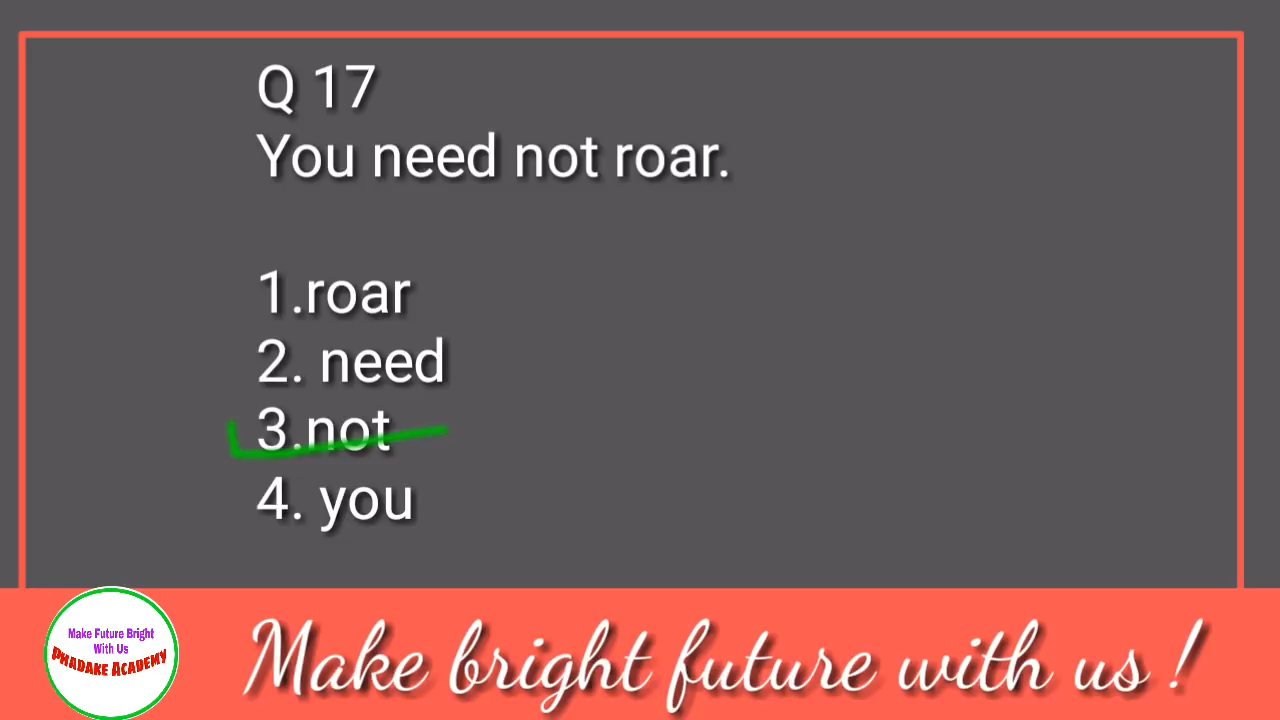 Q 17
You need not roar.
1.roar
2. need
3.not
4. you
Make Future Bright
With Us
PHADAKE ACADEMY
Make bright future with us !